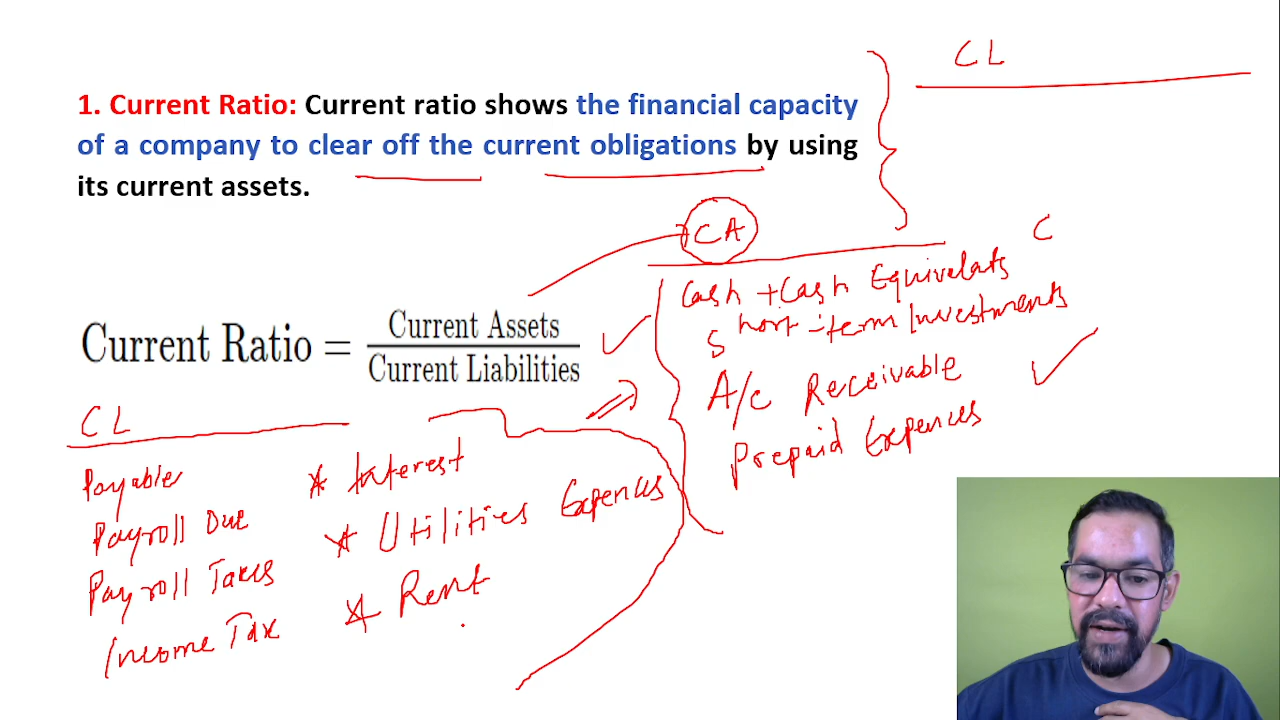 CL
1. Current Ratio: Current ratio shows the financial capacity
of a company to clear off the current obligations by using
its current assets.
CA
C
Cash + Cash Equivelats
Short-term Investments
A/c Receivable
Prepaid Expences
Current Ratio = Current Assets
Current Liabilities
CL
Payables
Payroll Due
Payroll Taxes
Income Tax
* Interest
* Utilities Expences
* Rent